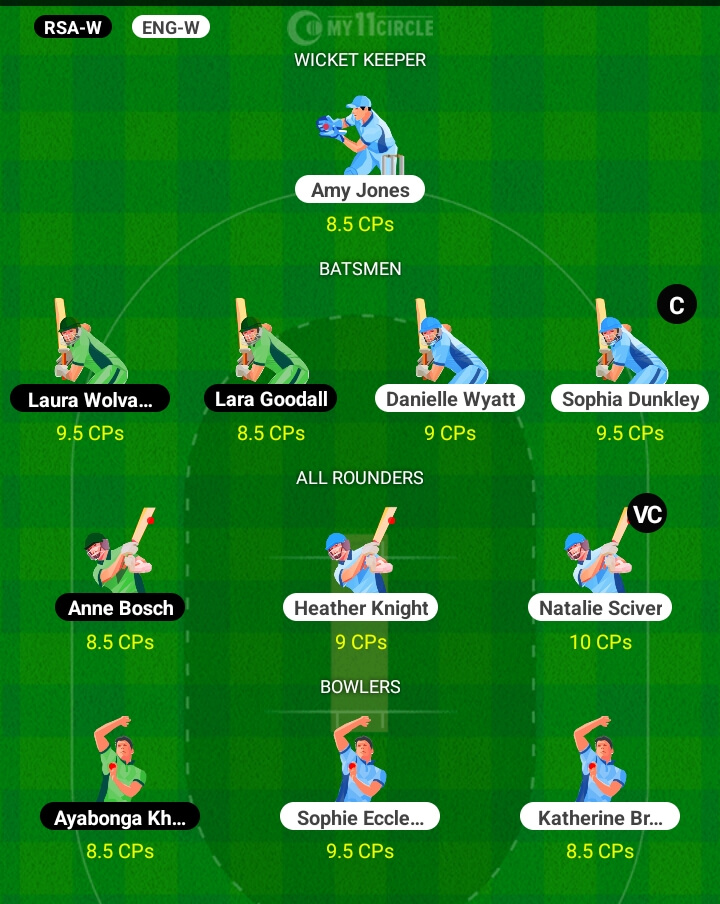 RSA-W ENG-W MY11CIRCLE
WICKET KEEPER
Amy Jones
8.5 CPs
BATSMEN
C
Laura Wolva... Lara Goodall Danielle Wyatt Sophia Dunkley
9.5 CPs 8.5 CPs 9 CPs 9.5 CPs
ALL ROUNDERS
VC
Anne Bosch Heather Knight Natalie Sciver
8.5 CPs 9 CPs 10 CPs
BOWLERS
Ayabonga Kh... Sophie Eccle... Katherine Br...
8.5 CPs 9.5 CPs 8.5 CPs